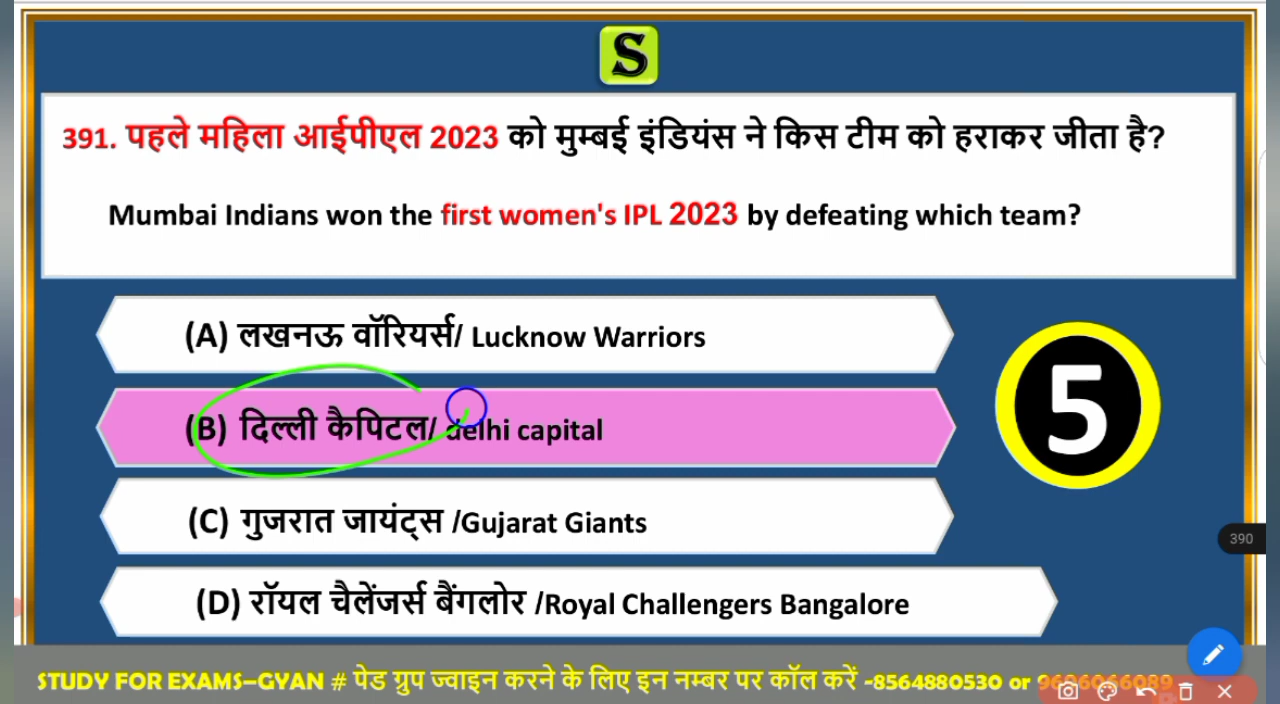 S
391. पहले महिला आईपीएल 2023 को मुम्बई इंडियंस ने किस टीम को हराकर जीता है?
Mumbai Indians won the first women's IPL 2023 by defeating which team?
(A) लखनऊ वॉरियर्स/ Lucknow Warriors
(B) दिल्ली कैपिटल/ delhi capital
5
(C) गुजरात जायंट्स /Gujarat Giants
390
(D) रॉयल चैलेंजर्स बैंगलोर /Royal Challengers Bangalore
STUDY FOR EXAMS-GYAN # पेड ग्रुप ज्वाइन करने के लिए इन नम्बर पर कॉल करें -8564880530 or